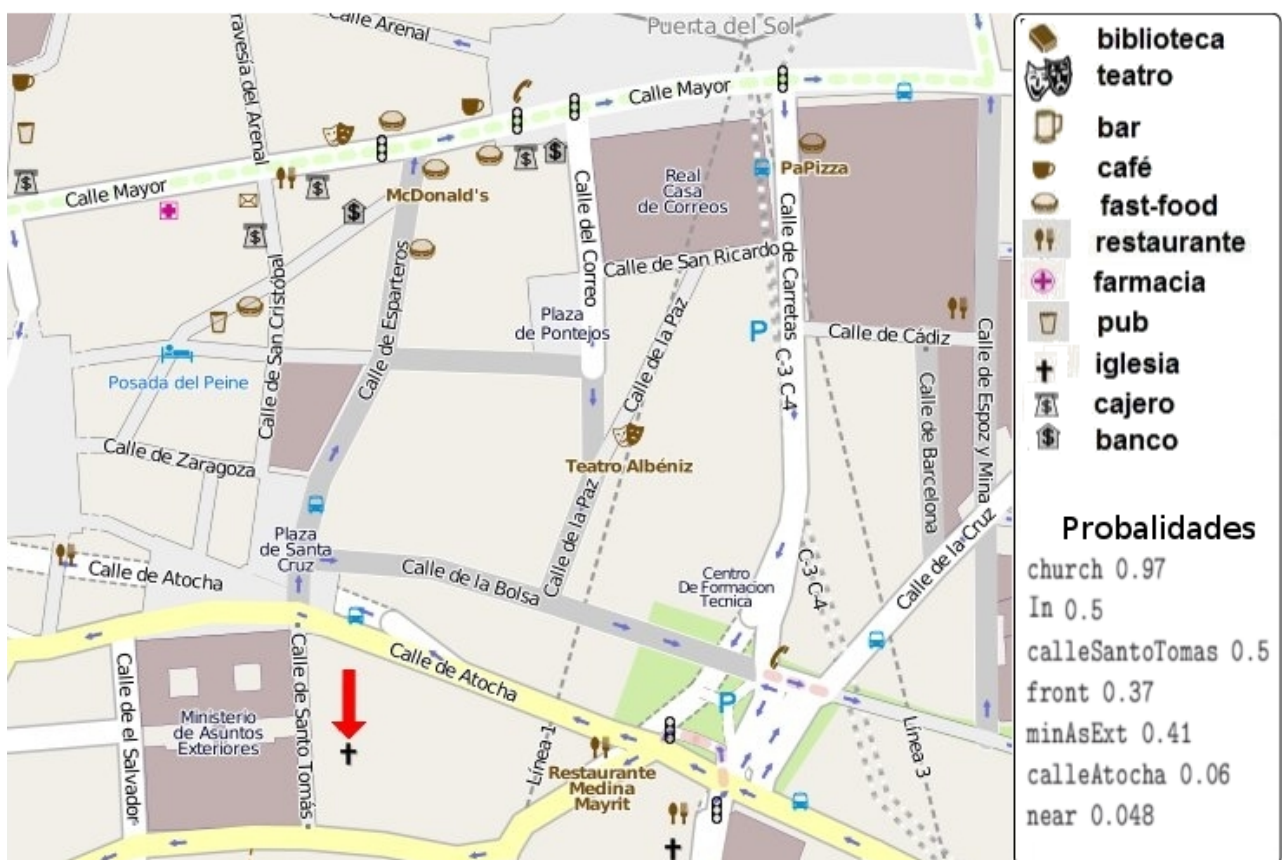 Puerta del Sol
Calle Arenal
ravesía del Arenal
Calle Mayor
Calle Mayor
McDonald's
PaPizza
Real
Casa
de Correos
Calle del Correo
Calle de Carretas
Calle de San Ricardo
Calle de San Cristóbal
Calle de Esparteros
Plaza
de Pontejos
Calle de la Paz
Calle de Cádiz
P
C-3 C-4
Posada del Peine
Calle de Espoz y Mina
Calle de Barcelona
Calle de Zaragoza
Teatro Albéniz
Calle de la Paz
Plaza
de Santa
Cruz
Calle de Atocha
Calle de la Bolsa
Centro
De Formacion
Tecnica
C-3 C-4
Calle de la Cruz
Calle de Atocha
Calle de el Salvador
Ministerio
de Asuntos
Exteriores
Calle de Santo Tomás
P
Línea 1
Línea 3
Restaurante
Medina
Mayrit
biblioteca
teatro
bar
café
fast-food
restaurante
farmacia
pub
iglesia
cajero
banco
Probalidades
church 0.97
In 0.5
calleSantoTomas 0.5
front 0.37
minAsExt 0.41
calleAtocha 0.06
near 0.048